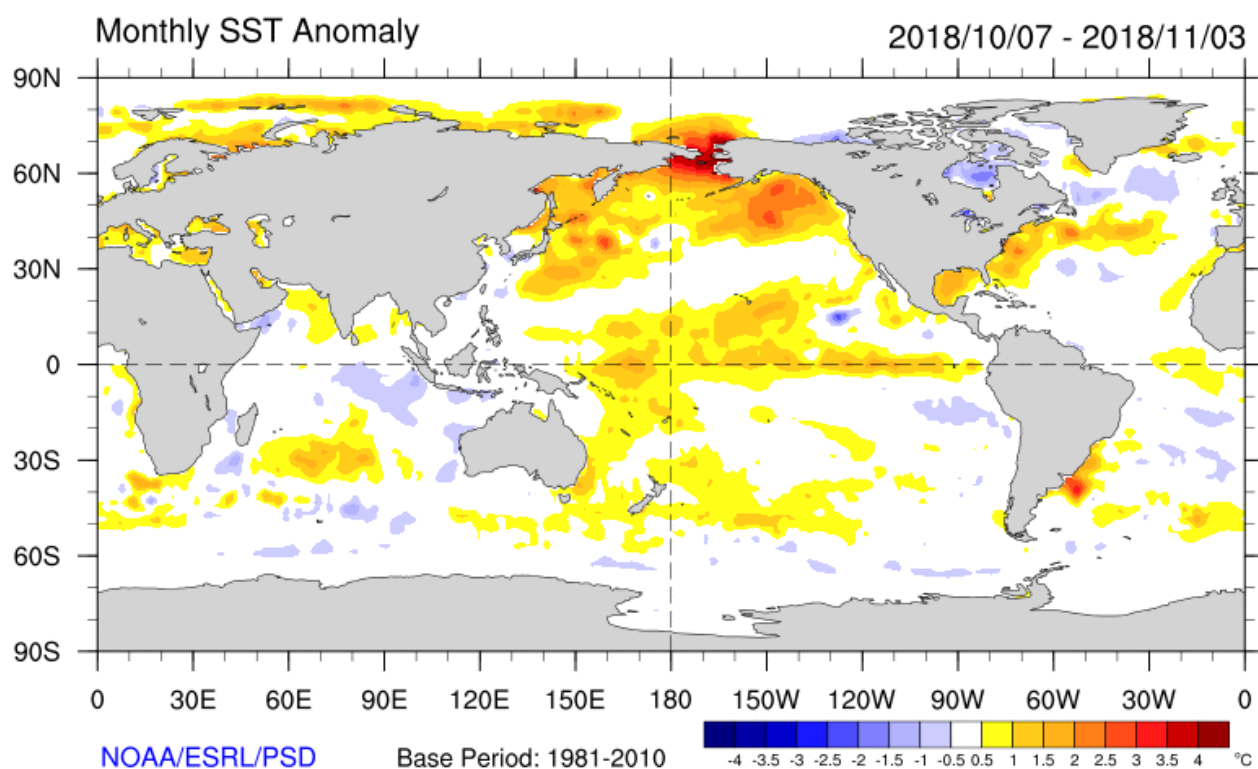 Monthly SST Anomaly 2018/10/07 - 2018/11/03
90N
60N
30N
0
30S
60S
90S
0 30E 60E 90E 120E 150E 180 150W 120W 90W 60W 30W 0
NOAA/ESRL/PSD Base Period: 1981-2010
-4 -3.5 -3 -2.5 -2 -1.5 -1 -0.5 0.5 1 1.5 2 2.5 3 3.5 4 °C